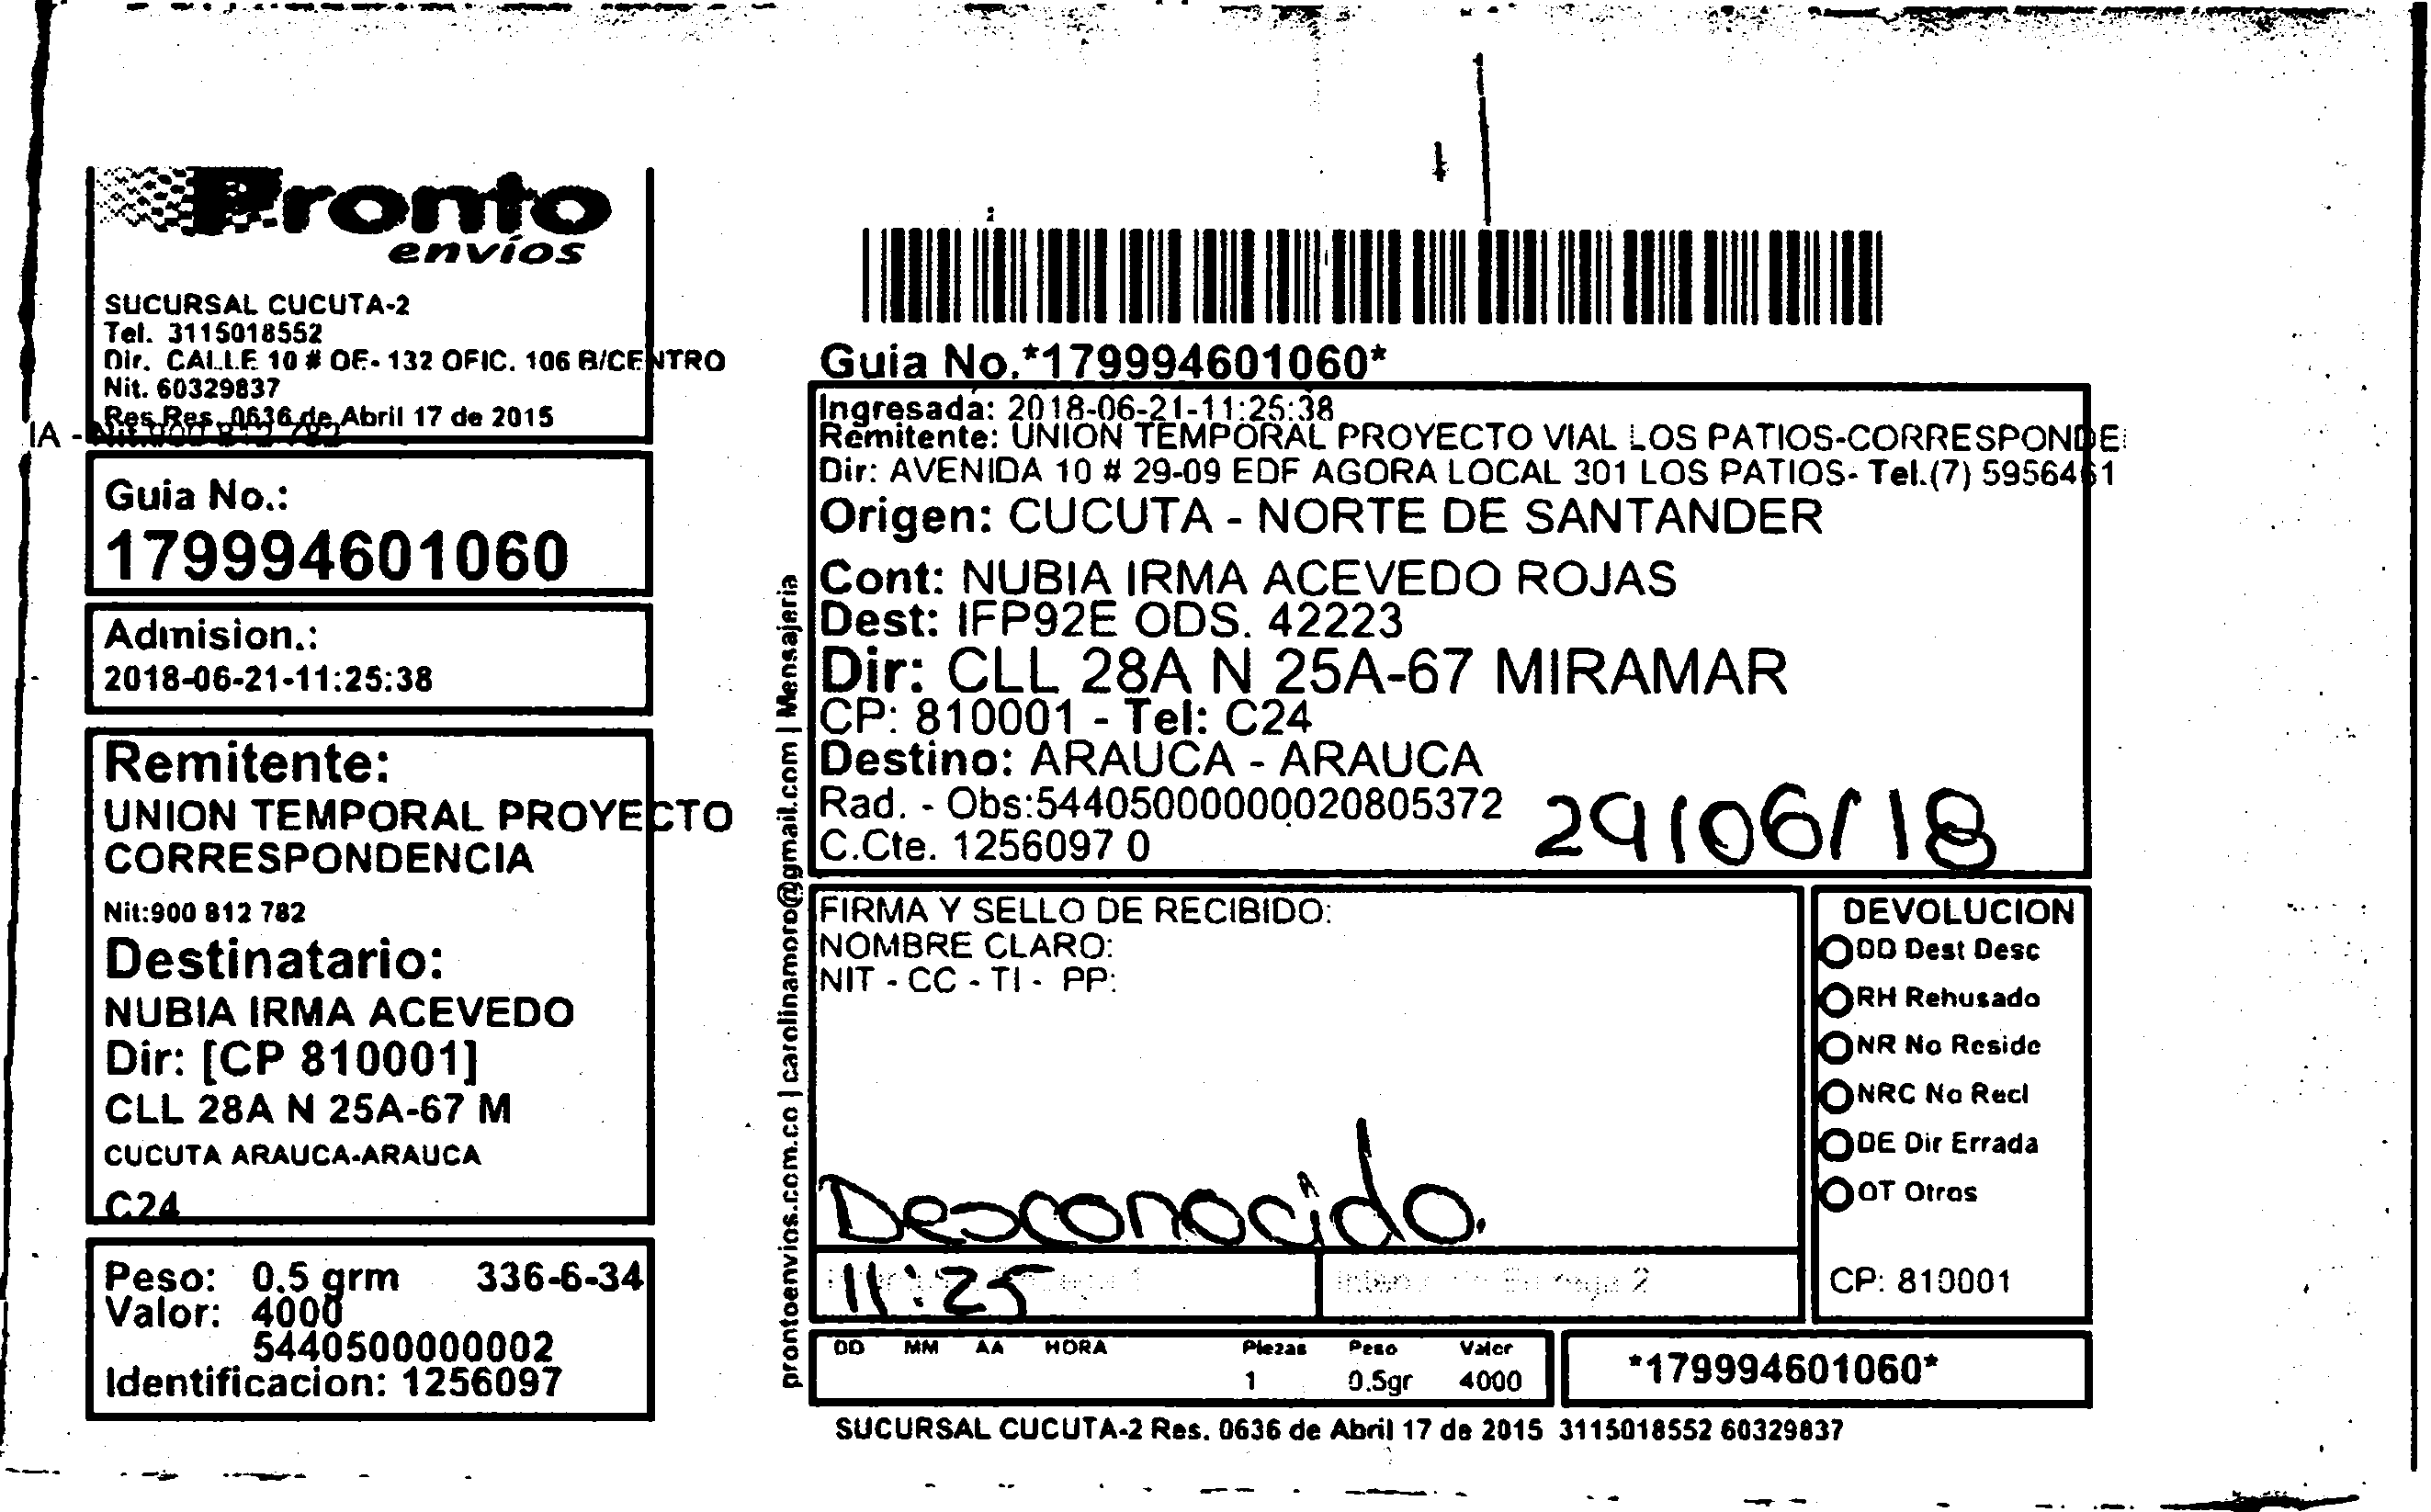 Pronto
envíos
SUCURSAL CUCUTA-2
Tel. 3115018552
Dir. CALLE 10 # OE-132 OFIC. 106 B/CENTRO
Nit. 60329837
Res Res. 0636 de Abril 17 de 2015
IA - Nit.900 812 782
Guia No.:
179994601060
Admision.:
2018-06-21-11:25:38
Remitente:
UNION TEMPORAL PROYECTO
CORRESPONDENCIA
Nit:900 812 782
Destinatario:
NUBIA IRMA ACEVEDO
Dir: [CP 810001]
CLL 28A N 25A-67 M
CUCUTA ARAUCA-ARAUCA
C24
Peso: 0.5 grm 336-6-34
Valor: 4000
5440500000002
Identificacion: 1256097
prontoenvios.com.co | carolinamoro@gmail.com | Mensajeria
Guia No.*179994601060*
Ingresada: 2018-06-21-11:25:38
Remitente: UNION TEMPORAL PROYECTO VIAL LOS PATIOS-CORRESPONDE
Dir: AVENIDA 10 # 29-09 EDF AGORA LOCAL 301 LOS PATIOS- Tel.(7) 5956461
Origen: CUCUTA - NORTE DE SANTANDER
Cont: NUBIA IRMA ACEVEDO ROJAS
Dest: IFP92E ODS. 42223
Dir: CLL 28A N 25A-67 MIRAMAR
CP: 810001 - Tel: C24
Destino: ARAUCA - ARAUCA
Rad. - Obs:544050000000020805372
C.Cte. 1256097 0
29/06/18
FIRMA Y SELLO DE RECIBIDO:
NOMBRE CLARO:
NIT - CC - TI - PP:
Desconocido.
11:25
2
DEVOLUCION
DD Dest Desc
RH Rehusado
NR No Reside
NRC No Recl
DE Dir Errada
OT Otros
CP: 810001
DD MM AA HORA Piezas Peso Valor
1 0.5gr 4000
*179994601060*
SUCURSAL CUCUTA-2 Res. 0636 de Abril 17 de 2015 3115018552 60329837